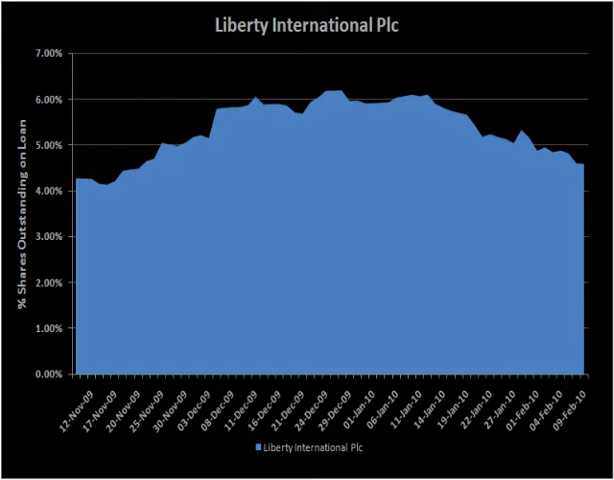 Liberty International Plc
7.00%
6.00%
5.00%
4.00%
3.00%
2.00%
1.00%
0.00%
% Shares Outstanding on Loan
12-Nov-09
17-Nov-09
20-Nov-09
25-Nov-09
30-Nov-09
03-Dec-09
08-Dec-09
11-Dec-09
16-Dec-09
21-Dec-09
24-Dec-09
29-Dec-09
01-Jan-10
06-Jan-10
11-Jan-10
14-Jan-10
19-Jan-10
22-Jan-10
27-Jan-10
01-Feb-10
04-Feb-10
09-Feb-10
Liberty International Plc